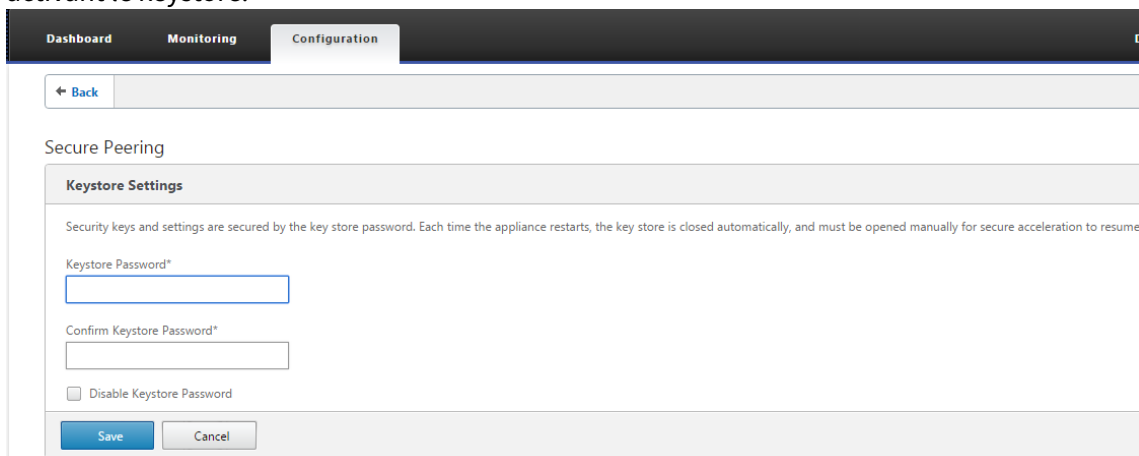 Dashboard Monitoring Configuration
Back
Secure Peering
Keystore Settings
Security keys and settings are secured by the key store password. Each time the appliance restarts, the key store is closed automatically, and must be opened manually for secure acceleration to resume
Keystore Password*
Confirm Keystore Password*
Disable Keystore Password
Save Cancel